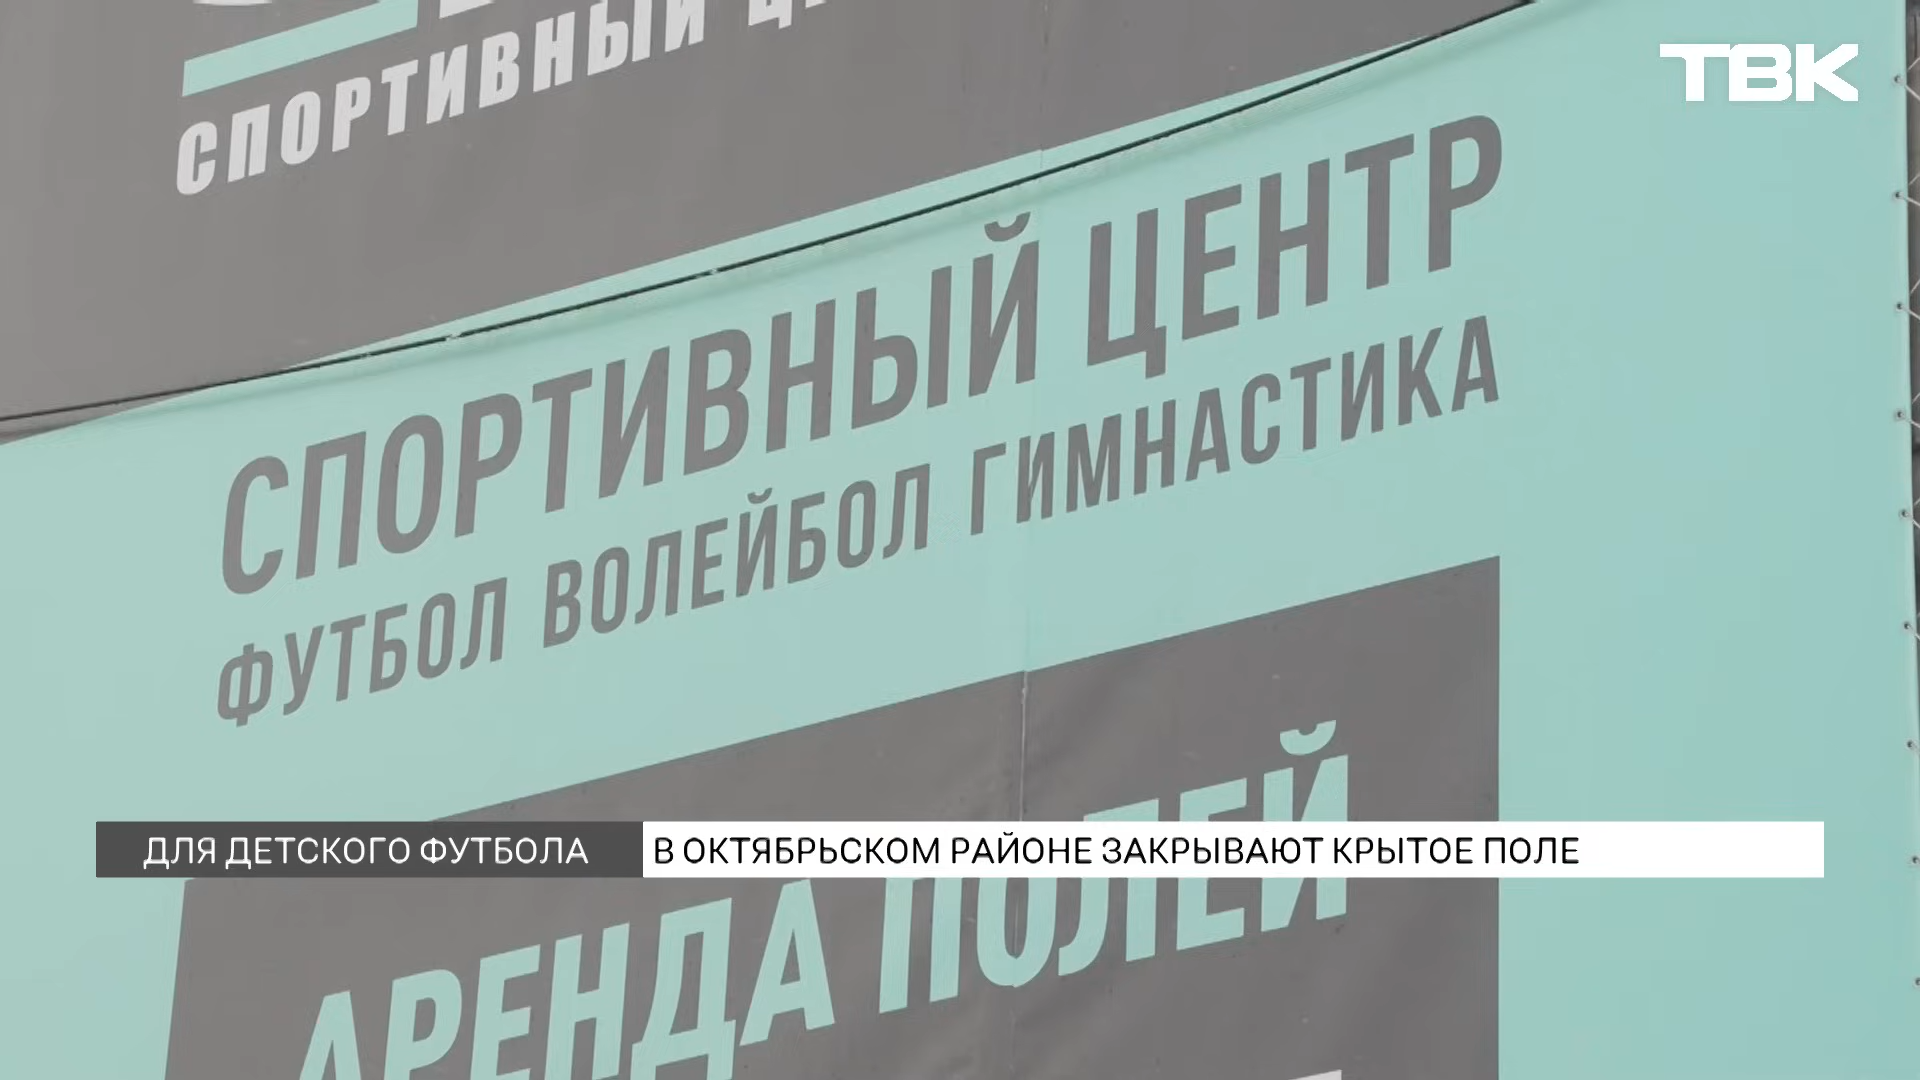 ТВК
СПОРТИВНЫЙ
СПОРТИВНЫЙ ЦЕНТР
ФУТБОЛ ВОЛЕЙБОЛ ГИМНАСТИКА
ДЛЯ ДЕТСКОГО ФУТБОЛА
В ОКТЯБРЬСКОМ РАЙОНЕ ЗАКРЫВАЮТ КРЫТОЕ ПОЛЕ
АРЕНДА ПОЛЕЙ